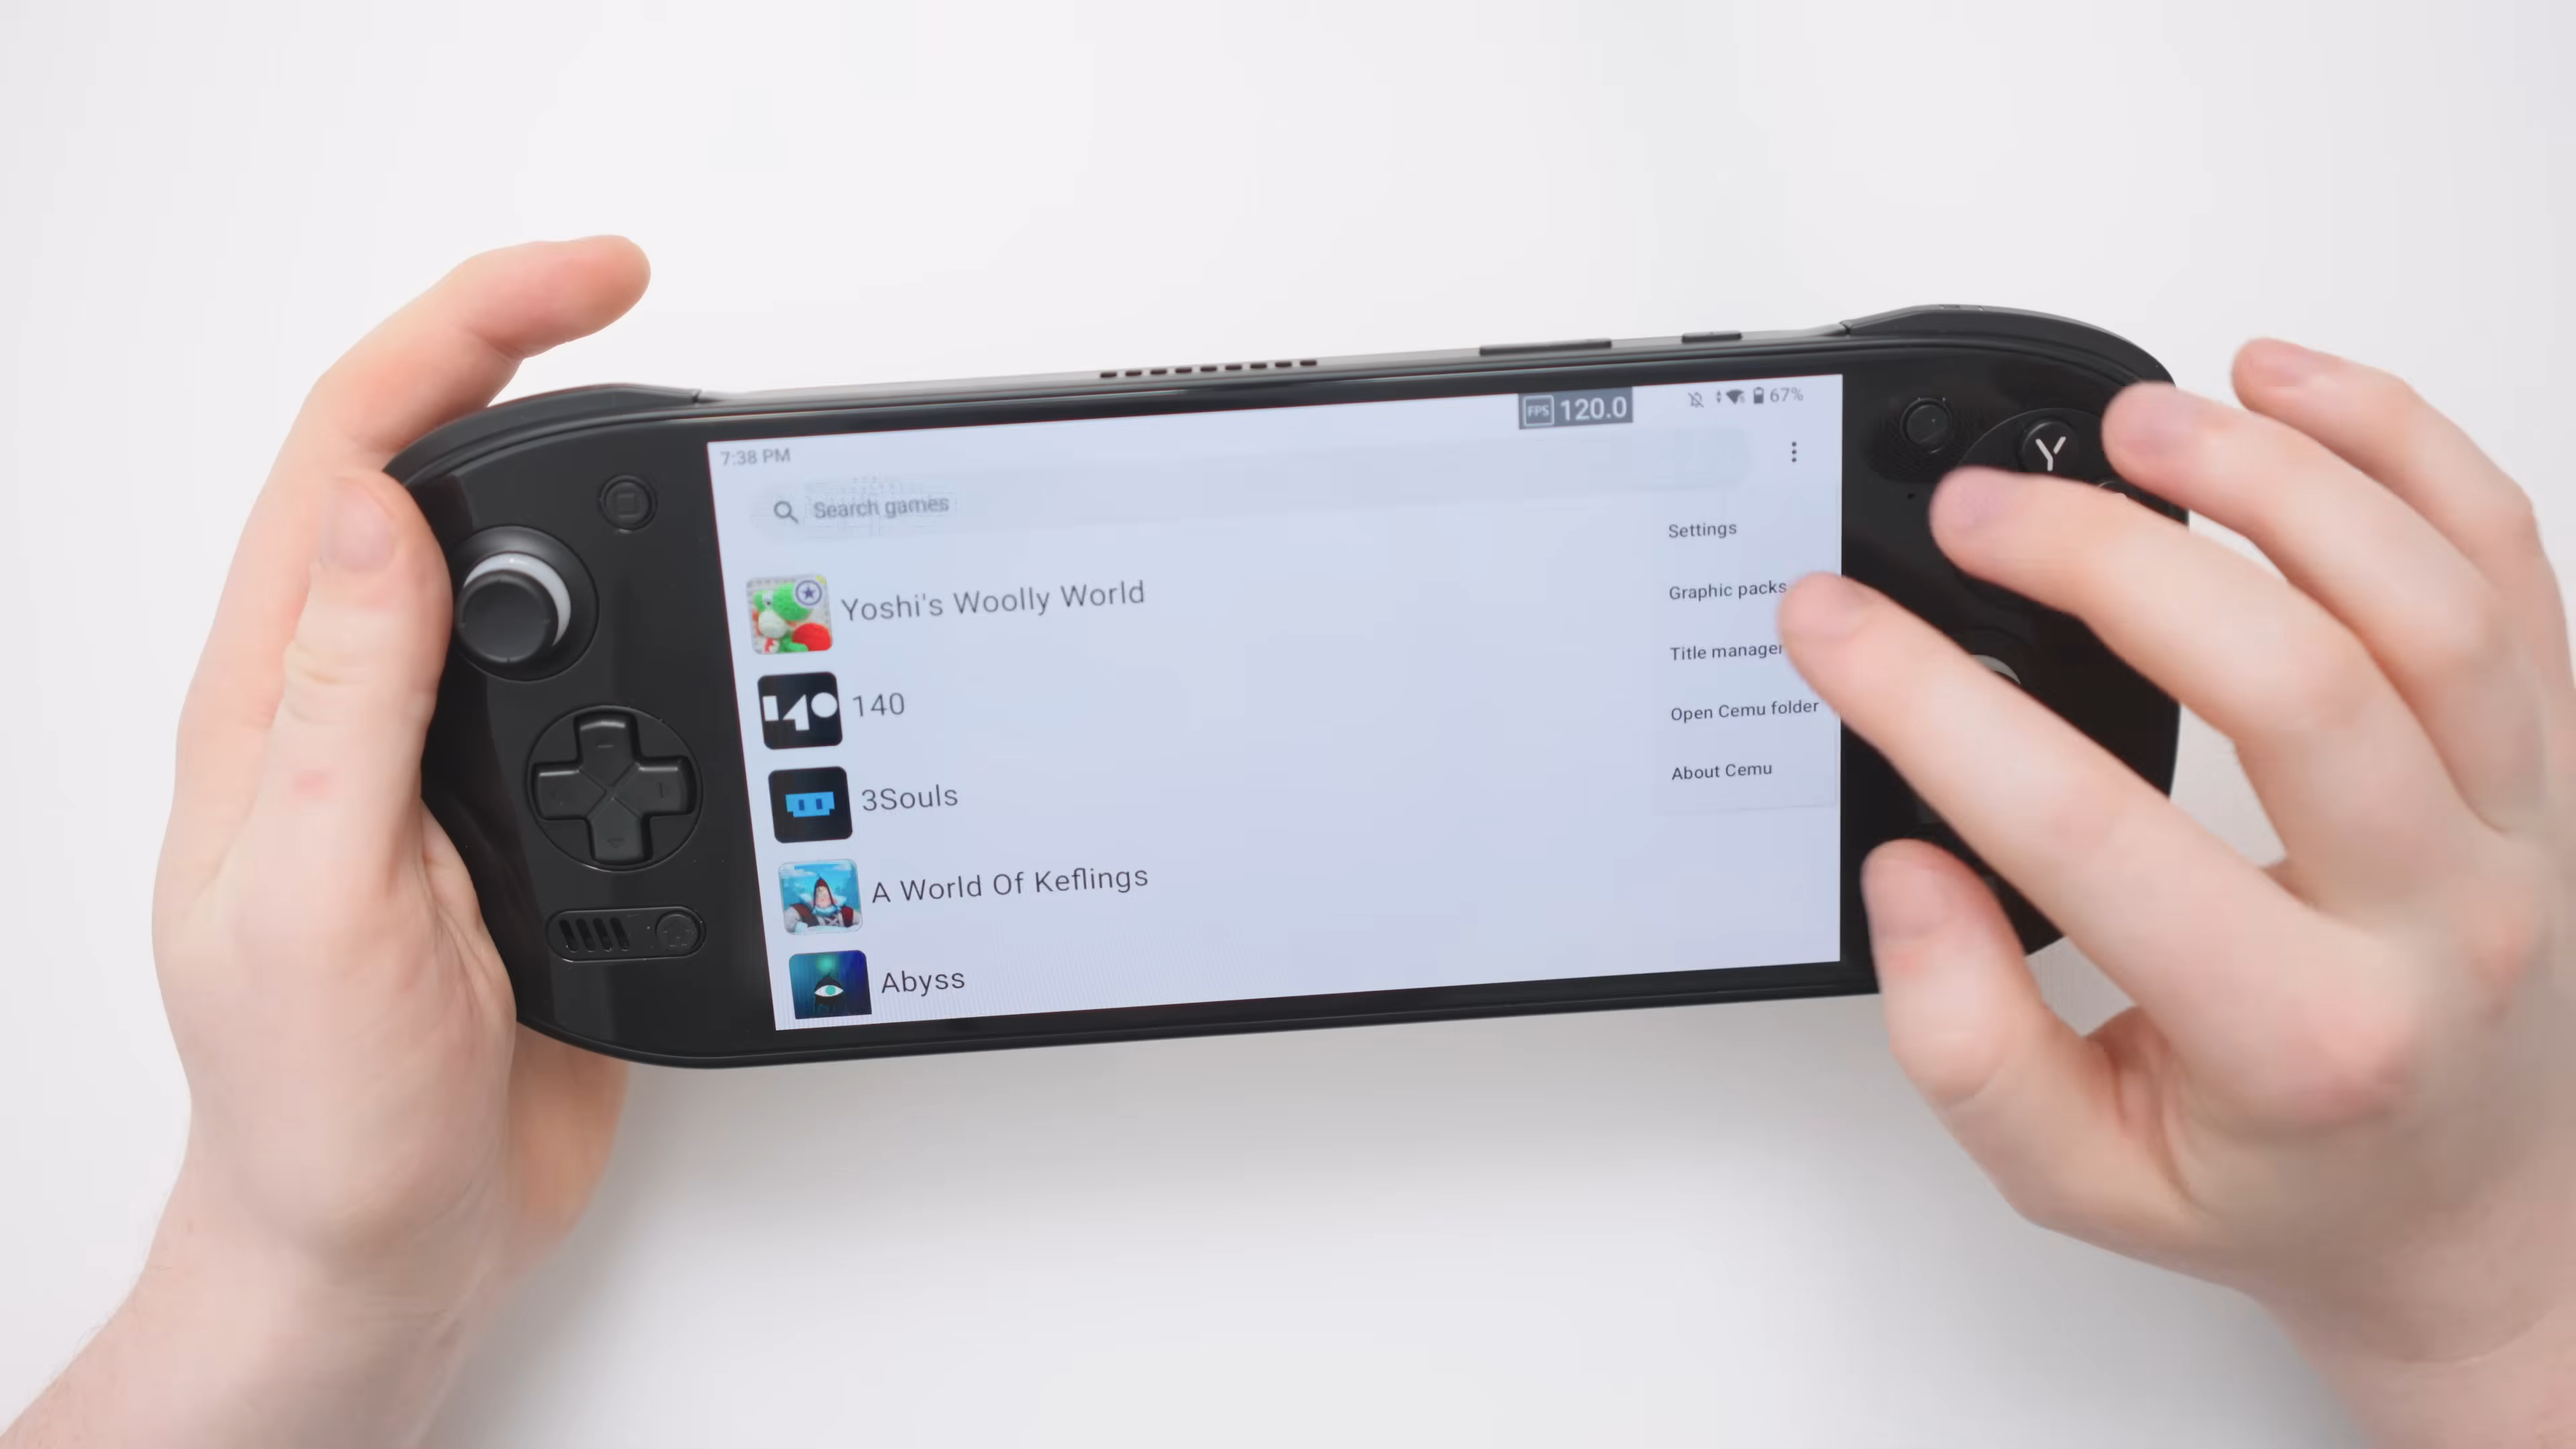 FPS 120.0
67%
7:38 PM
Search games
Yoshi's Woolly World
140
140
3Souls
A World Of Keflings
Abyss
Settings
Graphic packs
Title manager
Open Cemu folder
About Cemu
Y